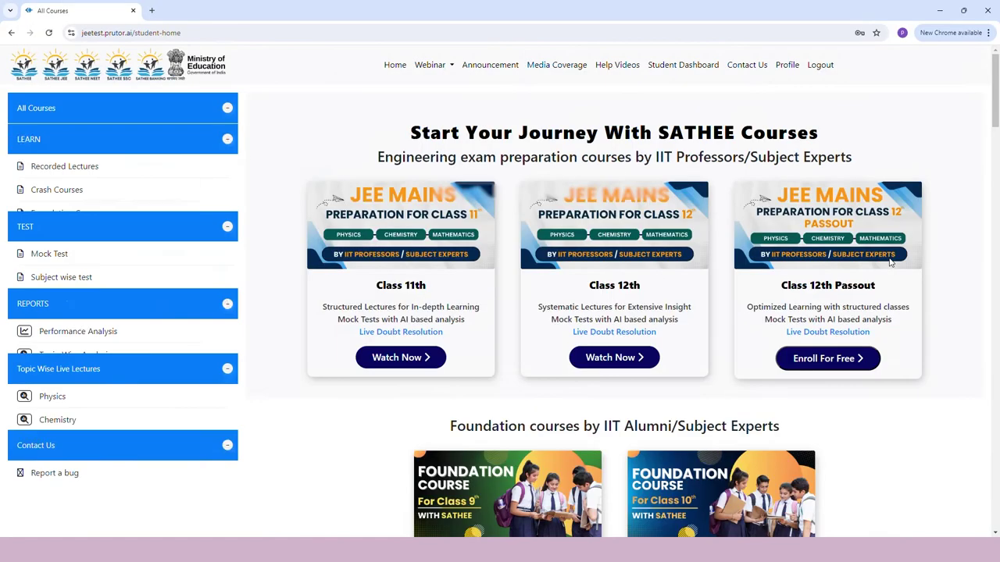 All Courses
jeetest.prutor.ai/student-home
New Chrome available
SATHEE
SATHEE JEE
SATHEE NEET
SATHEE SSC
SATHEE BANKING
Ministry of
Education
Government of India
Home
Webinar
Announcement
Media Coverage
Help Videos
Student Dashboard
Contact Us
Profile
Logout
All Courses
LEARN
Recorded Lectures
Crash Courses
TEST
Mock Test
Subject wise test
REPORTS
Performance Analysis
Topic Wise Live Lectures
Physics
Chemistry
Contact Us
Report a bug
Start Your Journey With SATHEE Courses
Engineering exam preparation courses by IIT Professors/Subject Experts
JEE MAINS
PREPARATION FOR CLASS 11th
PHYSICS CHEMISTRY MATHEMATICS
BY IIT PROFESSORS / SUBJECT EXPERTS
Class 11th
Structured Lectures for In-depth Learning
Mock Tests with AI based analysis
Live Doubt Resolution
Watch Now
JEE MAINS
PREPARATION FOR CLASS 12th
PHYSICS CHEMISTRY MATHEMATICS
BY IIT PROFESSORS / SUBJECT EXPERTS
Class 12th
Systematic Lectures for Extensive Insight
Mock Tests with AI based analysis
Live Doubt Resolution
Watch Now
JEE MAINS
PREPARATION FOR CLASS 12th
PASSOUT
PHYSICS CHEMISTRY MATHEMATICS
BY IIT PROFESSORS / SUBJECT EXPERTS
Class 12th Passout
Optimized Learning with structured classes
Mock Tests with AI based analysis
Live Doubt Resolution
Enroll For Free
Foundation courses by IIT Alumni/Subject Experts
FOUNDATION
COURSE
For Class 9th
WITH SATHEE
FOUNDATION
COURSE
For Class 10th
WITH SATHEE